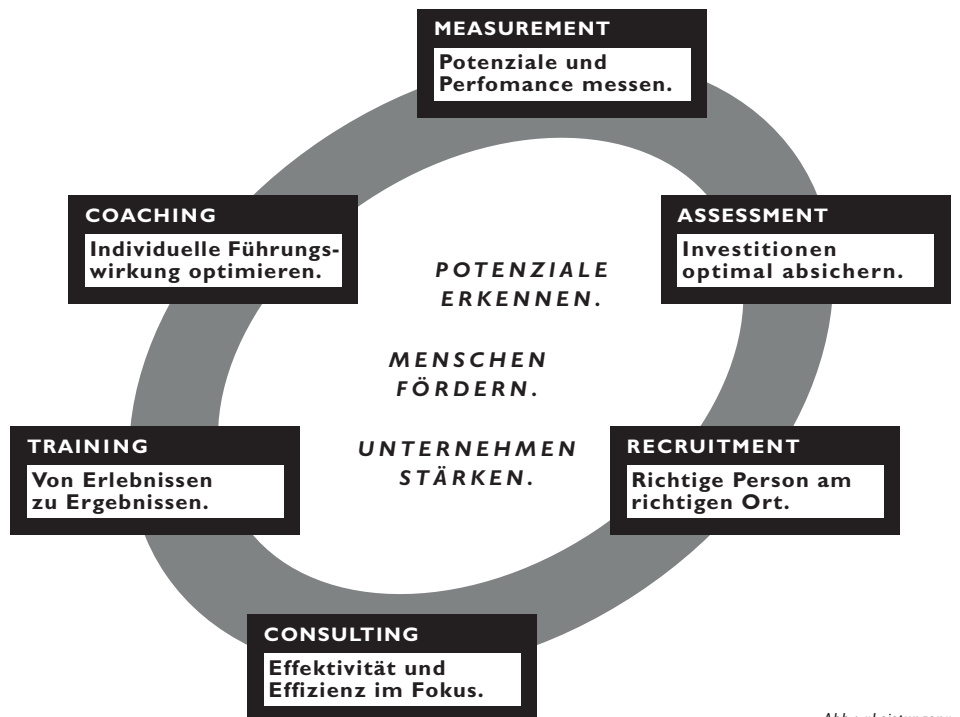 MEASUREMENT
Potenziale und
Perfomance messen.
COACHING
Individuelle Führungs-
wirkung optimieren.
ASSESSMENT
Investitionen
optimal absichern.
POTENZIALE
ERKENNEN.
MENSCHEN
FÖRDERN.
UNTERNEHMEN
STÄRKEN.
TRAINING
Von Erlebnissen
zu Ergebnissen.
RECRUITMENT
Richtige Person am
richtigen Ort.
CONSULTING
Effektivität und
Effizienz im Fokus.